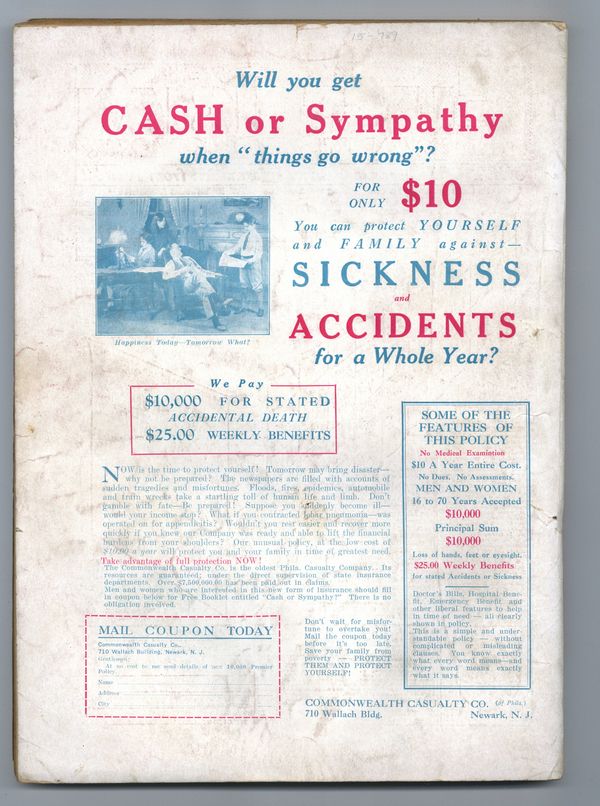 15-789
Will you get
CASH or Sympathy
when "things go wrong"?
FOR
ONLY $10
You can protect YOURSELF
and FAMILY against—
SICKNESS
and
ACCIDENTS
for a Whole Year?
Happiness Today—Tomorrow What?
We Pay
$10,000 FOR STATED
ACCIDENTAL DEATH
$25.00 WEEKLY BENEFITS
NOW is the time to protect yourself! Tomorrow may bring disaster—
why not be prepared? The newspapers are filled with accounts of
sudden tragedies and misfortunes. Floods, fires, epidemics, automobile
and train wrecks take a startling toll of human life and limb. Don't
gamble with fate—Be prepared! Suppose you suddenly become ill—
would your income stop? What if you contracted lobar pneumonia—was
operated on for appendicitis? Wouldn't you rest easier and recover more
quickly if you knew our Company was ready and able to lift the financial
burdens from your shoulders? Our unusual policy, at the low cost of
$10.00 a year will protect you and your family in time of greatest need.
Take advantage of full protection NOW!
The Commonwealth Casualty Co. is the oldest Phila. Casualty Company. Its
resources are guaranteed; under the direct supervision of state insurance
departments. Over $7,500,000.00 has been paid out in claims.
Men and women who are interested in this new form of insurance should fill
in coupon below for Free Booklet entitled "Cash or Sympathy?" There is no
obligation involved.
MAIL COUPON TODAY
Commonwealth Casualty Co.,
710 Wallach Building, Newark, N. J.
Gentlemen:
At no cost to me send details of new 10,000 Premier
Policy
Name
Address
City
Don't wait for misfor-
tune to overtake you!
Mail the coupon today
before it's too late.
Save your family from
poverty — PROTECT
THEM AND PROTECT
YOURSELF!
SOME OF THE
FEATURES OF
THIS POLICY
No Medical Examination
$10 A Year Entire Cost.
No Dues. No Assessments.
MEN AND WOMEN
16 to 70 Years Accepted
$10,000
Principal Sum
$10,000
Loss of hands, feet or eyesight.
$25.00 Weekly Benefits
for stated Accidents or Sickness
Doctor's Bills, Hospital Bene-
fit, Emergency Benefit and
other liberal features to help
in time of need — all clearly
shown in policy.
This is a simple and under-
standable policy — without
complicated or misleading
clauses. You know exactly
what every word means—and
every word means exactly
what it says.
COMMONWEALTH CASUALTY CO. (of Phila.)
710 Wallach Bldg. Newark, N. J.